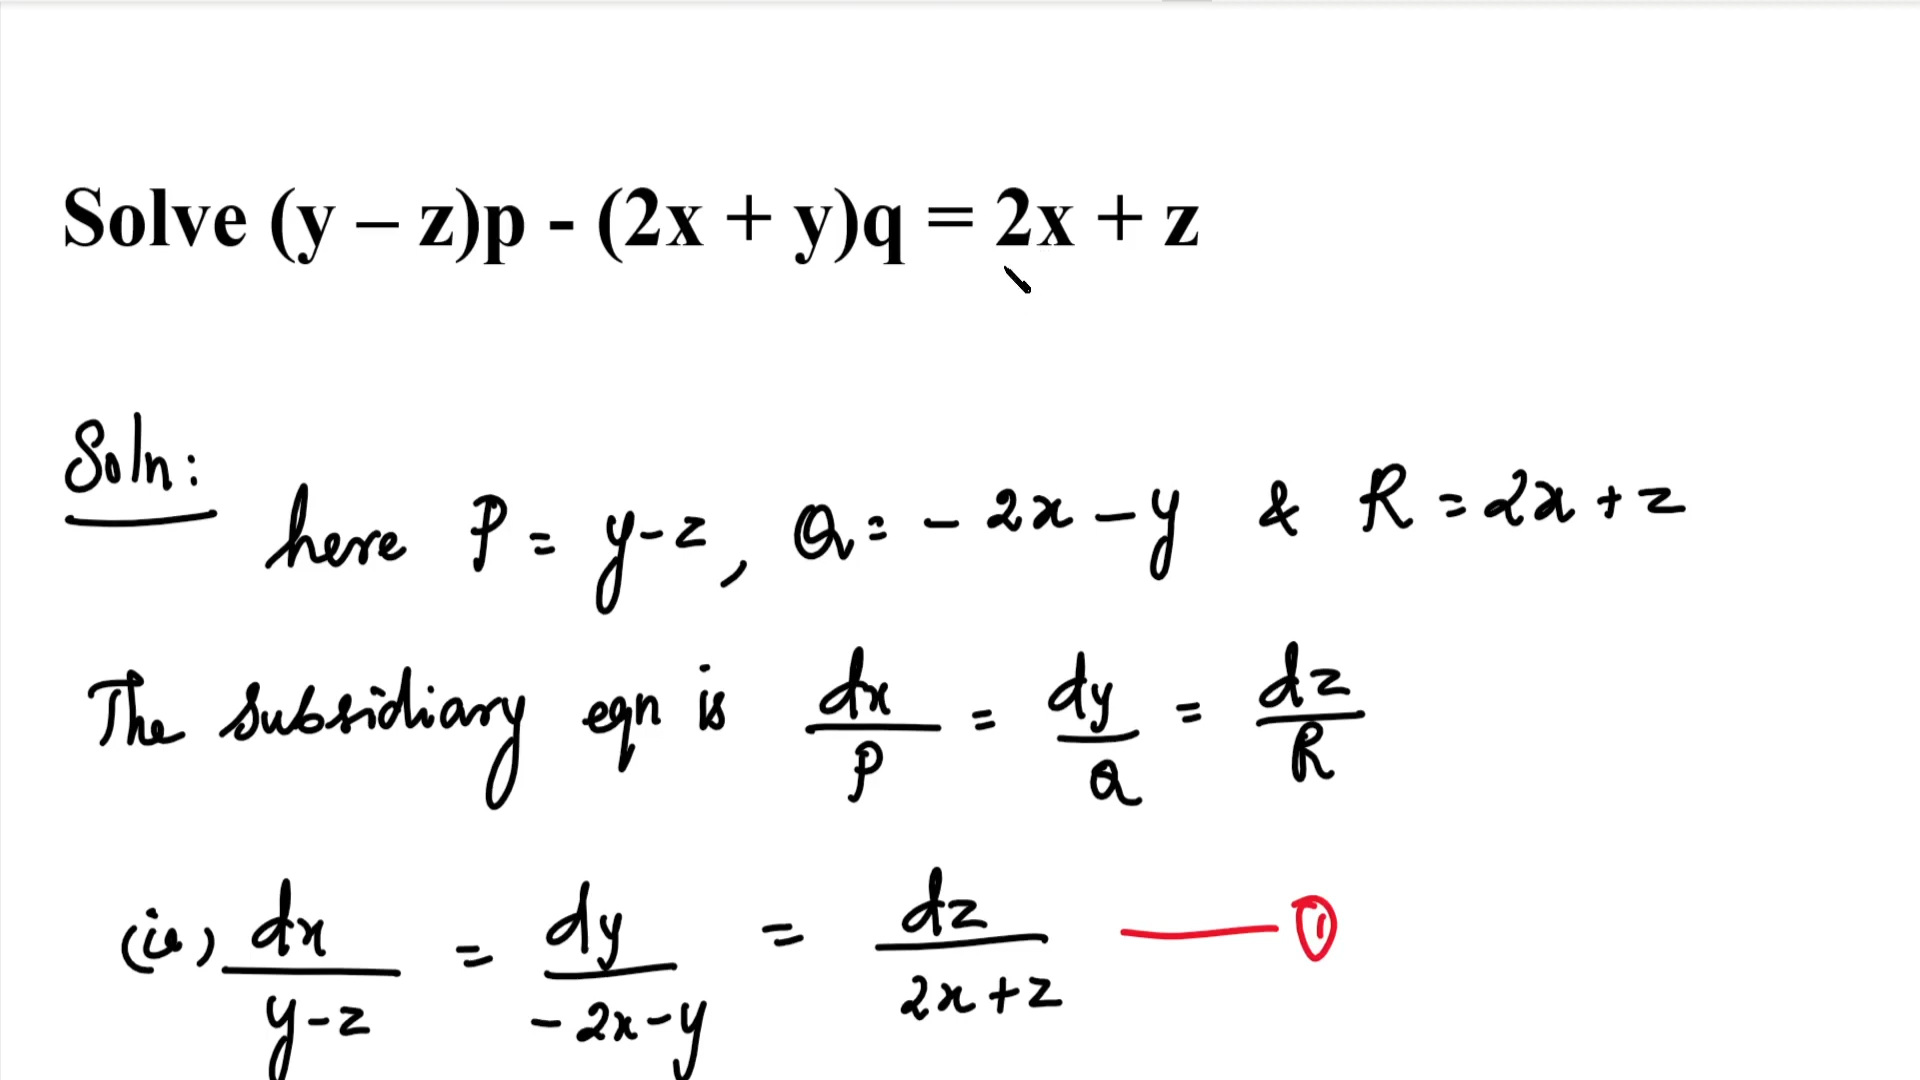 Solve (y – z)p - (2x + y)q = 2x + z
Soln:
here P = y-z, Q = - 2x - y & R = 2x + z
The subsidiary eqn is dx/P = dy/Q = dz/R
(ie) dx/y-z = dy/-2x-y = dz/2x+z —— ①